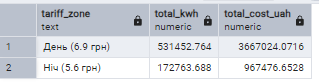 tariff_zone text total_kwh numeric total_cost_uah numeric
1 День (6.9 грн) 531452.764 3667024.0716
2 Ніч (5.6 грн) 172763.688 967476.6528